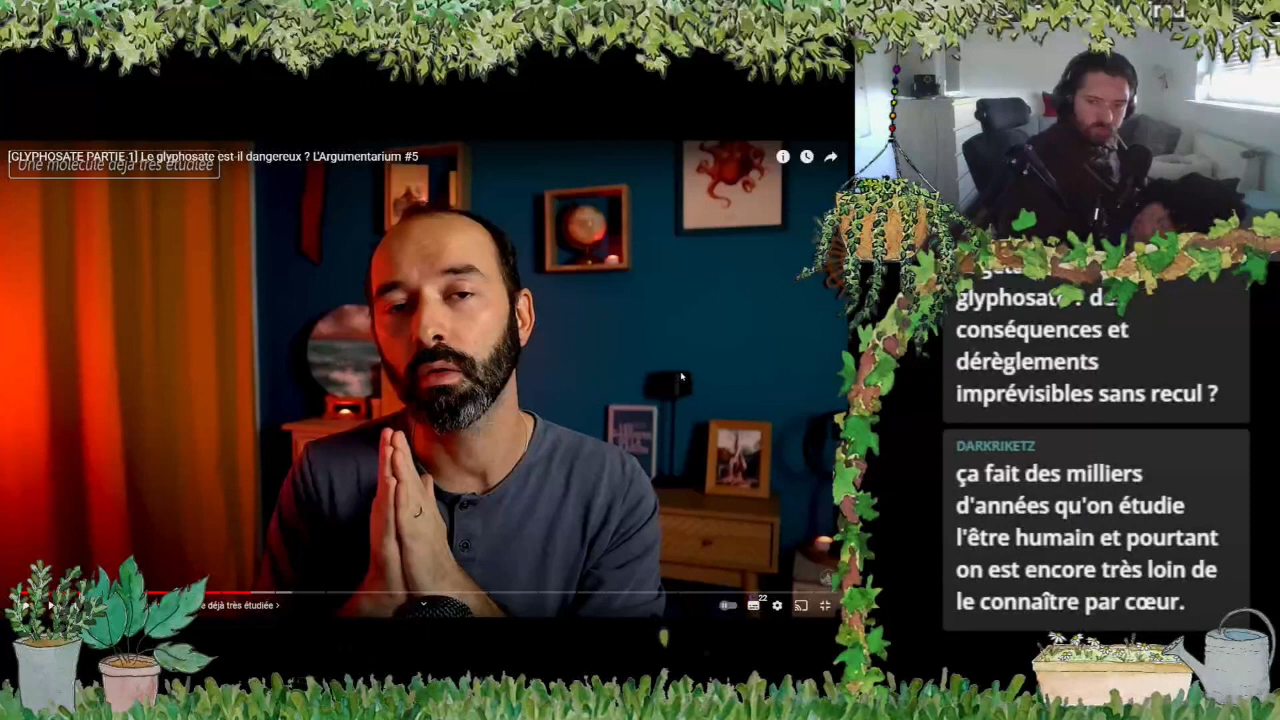 [GLYPHOSATE PARTIE 1] Le glyphosate est-il dangereux ? L'Argumentarium #5
Une molécule déjà très étudiée
e déjà très étudiée ›
22
conséquences et
dérèglements
imprévisibles sans recul ?
DARKRIKETZ
ça fait des milliers
d'années qu'on étudie
l'être humain et pourtant
on est encore très loin de
le connaître par cœur.